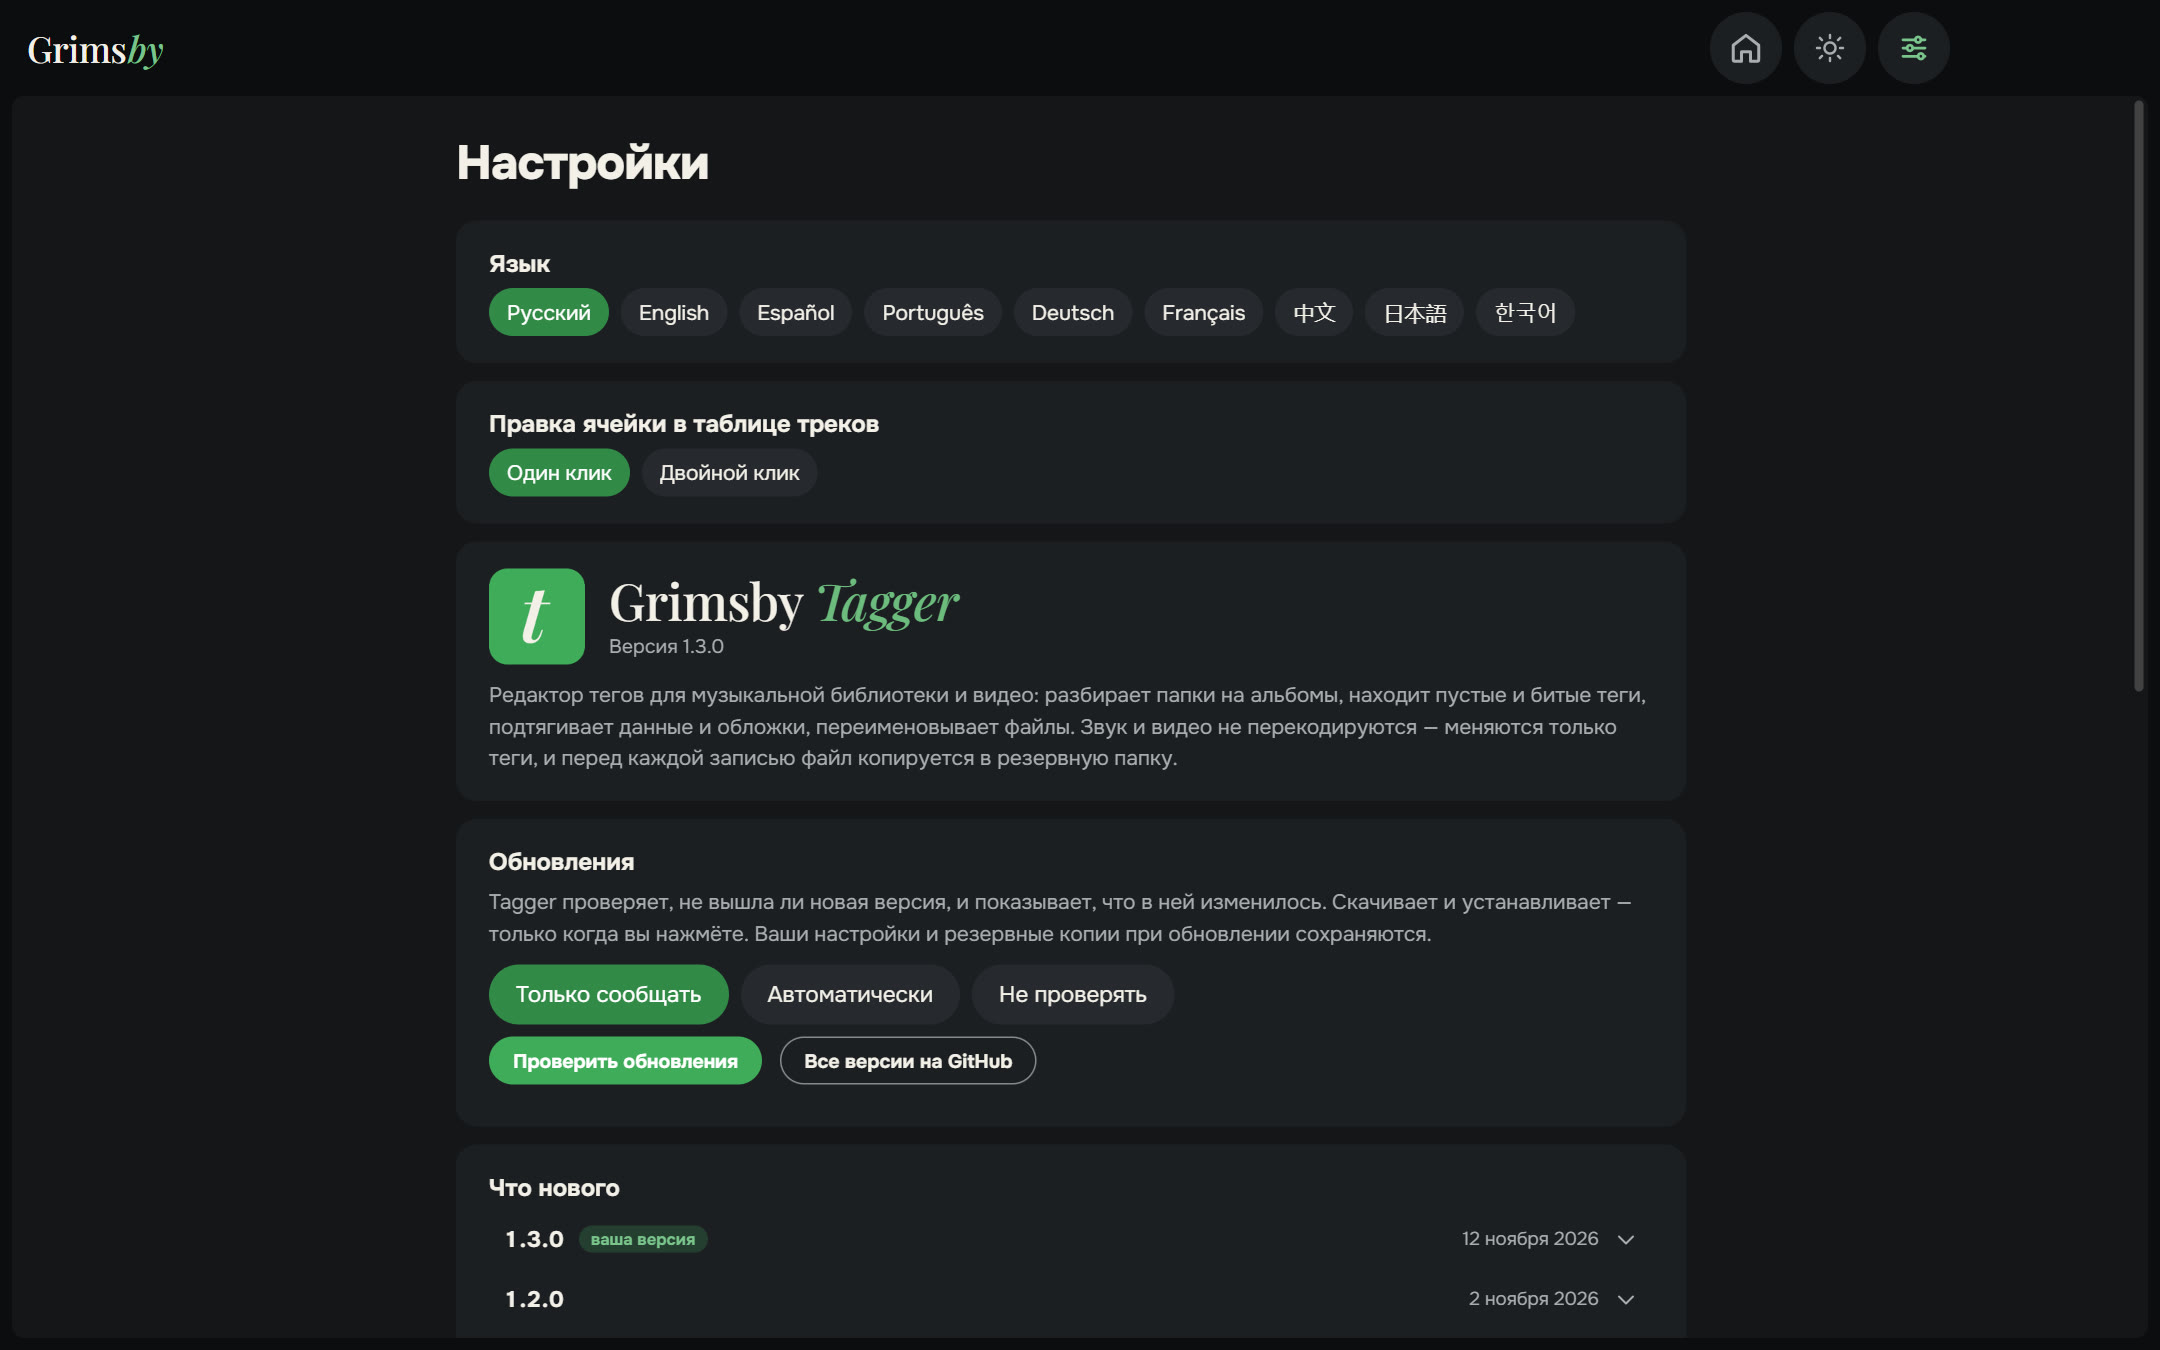 Grimsby
Настройки
Язык
Русский English Español Português Deutsch Français 中文 日本語 한국어
Правка ячейки в таблице треков
Один клик Двойной клик
t
Grimsby Tagger
Версия 1.3.0
Редактор тегов для музыкальной библиотеки и видео: разбирает папки на альбомы, находит пустые и битые теги,
подтягивает данные и обложки, переименовывает файлы. Звук и видео не перекодируются — меняются только
теги, и перед каждой записью файл копируется в резервную папку.
Обновления
Tagger проверяет, не вышла ли новая версия, и показывает, что в ней изменилось. Скачивает и устанавливает —
только когда вы нажмёте. Ваши настройки и резервные копии при обновлении сохраняются.
Только сообщать Автоматически Не проверять
Проверить обновления Все версии на GitHub
Что нового
1.3.0 ваша версия 12 ноября 2026
1.2.0 2 ноября 2026